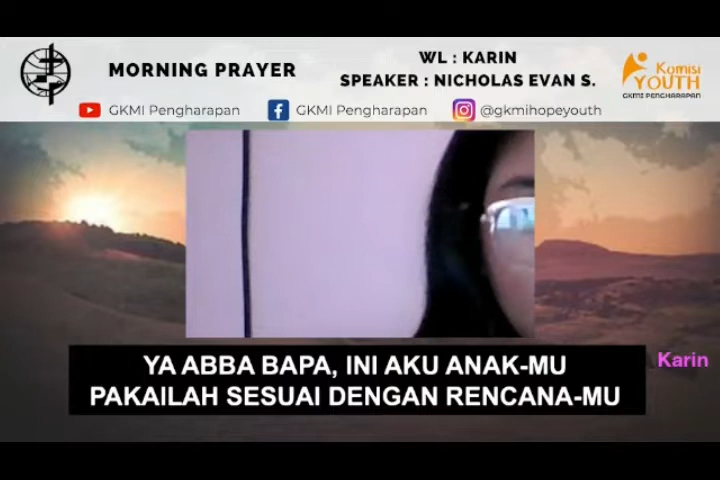 MORNING PRAYER
WL : KARIN
SPEAKER : NICHOLAS EVAN S.
Komisi
YOUTH
GKMI PENGHARAPAN
GKMI Pengharapan
GKMI Pengharapan
@gkmihopeyouth
YA ABBA BAPA, INI AKU ANAK-MU
PAKAILAH SESUAI DENGAN RENCANA-MU
Karin